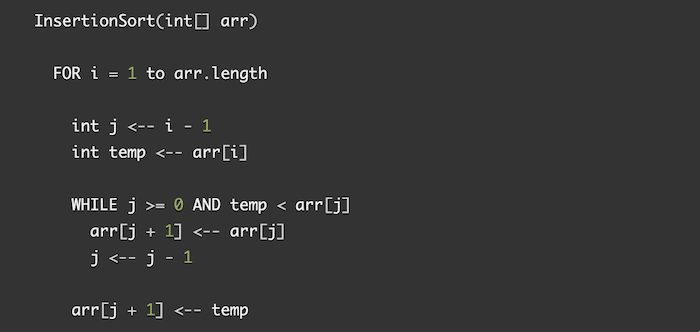 InsertionSort(int[] arr)
FOR i = 1 to arr.length
int j <-- i - 1
int temp <-- arr[i]
WHILE j >= 0 AND temp < arr[j]
arr[j + 1] <-- arr[j]
j <-- j - 1
arr[j + 1] <-- temp